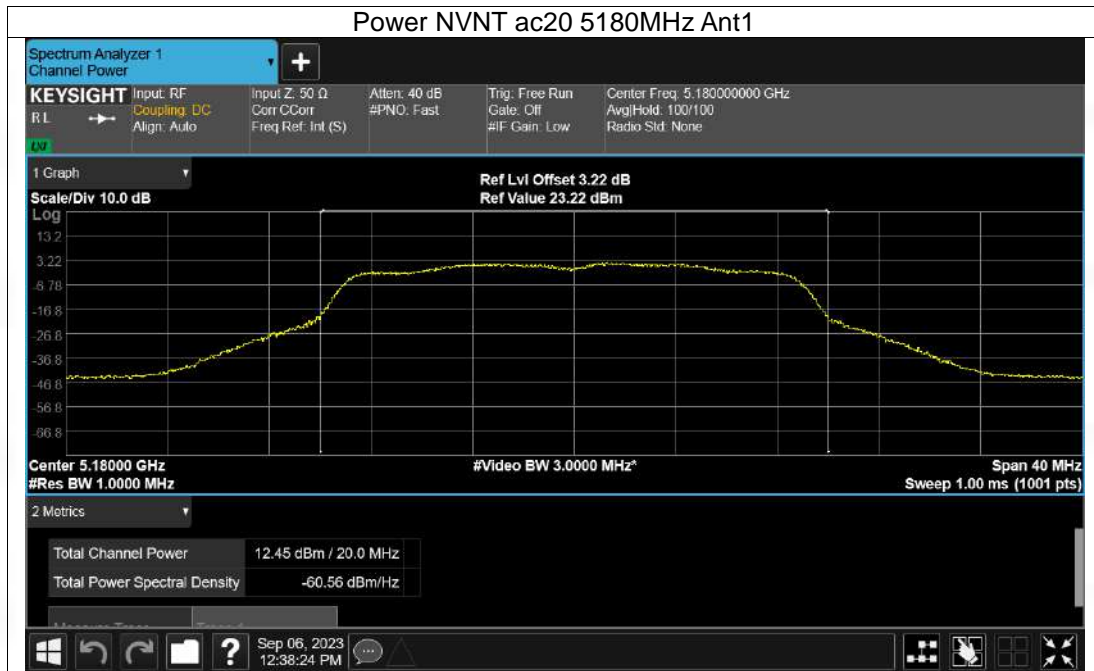 Power NVNT ac20 5180MHz Ant1
Spectrum Analyzer 1
Channel Power
KEYSIGHT
RL
LXI
Input: RF
Coupling: DC
Align: Auto
Input Z: 50 Ω
Corr CCorr
Freq Ref: Int (S)
Atten: 40 dB
#PNO: Fast
Trig: Free Run
Gate: Off
#IF Gain: Low
Center Freq: 5.180000000 GHz
Avg|Hold: 100/100
Radio Std: None
1 Graph
Scale/Div 10.0 dB
Ref Lvl Offset 3.22 dB
Ref Value 23.22 dBm
Log
13.2
3.22
-6.78
-16.8
-26.8
-36.8
-46.8
-56.8
-66.8
Center 5.18000 GHz
#Res BW 1.0000 MHz
#Video BW 3.0000 MHz*
Span 40 MHz
Sweep 1.00 ms (1001 pts)
2 Metrics
Total Channel Power 12.45 dBm / 20.0 MHz
Total Power Spectral Density -60.56 dBm/Hz
?
Sep 06, 2023
12:38:24 PM